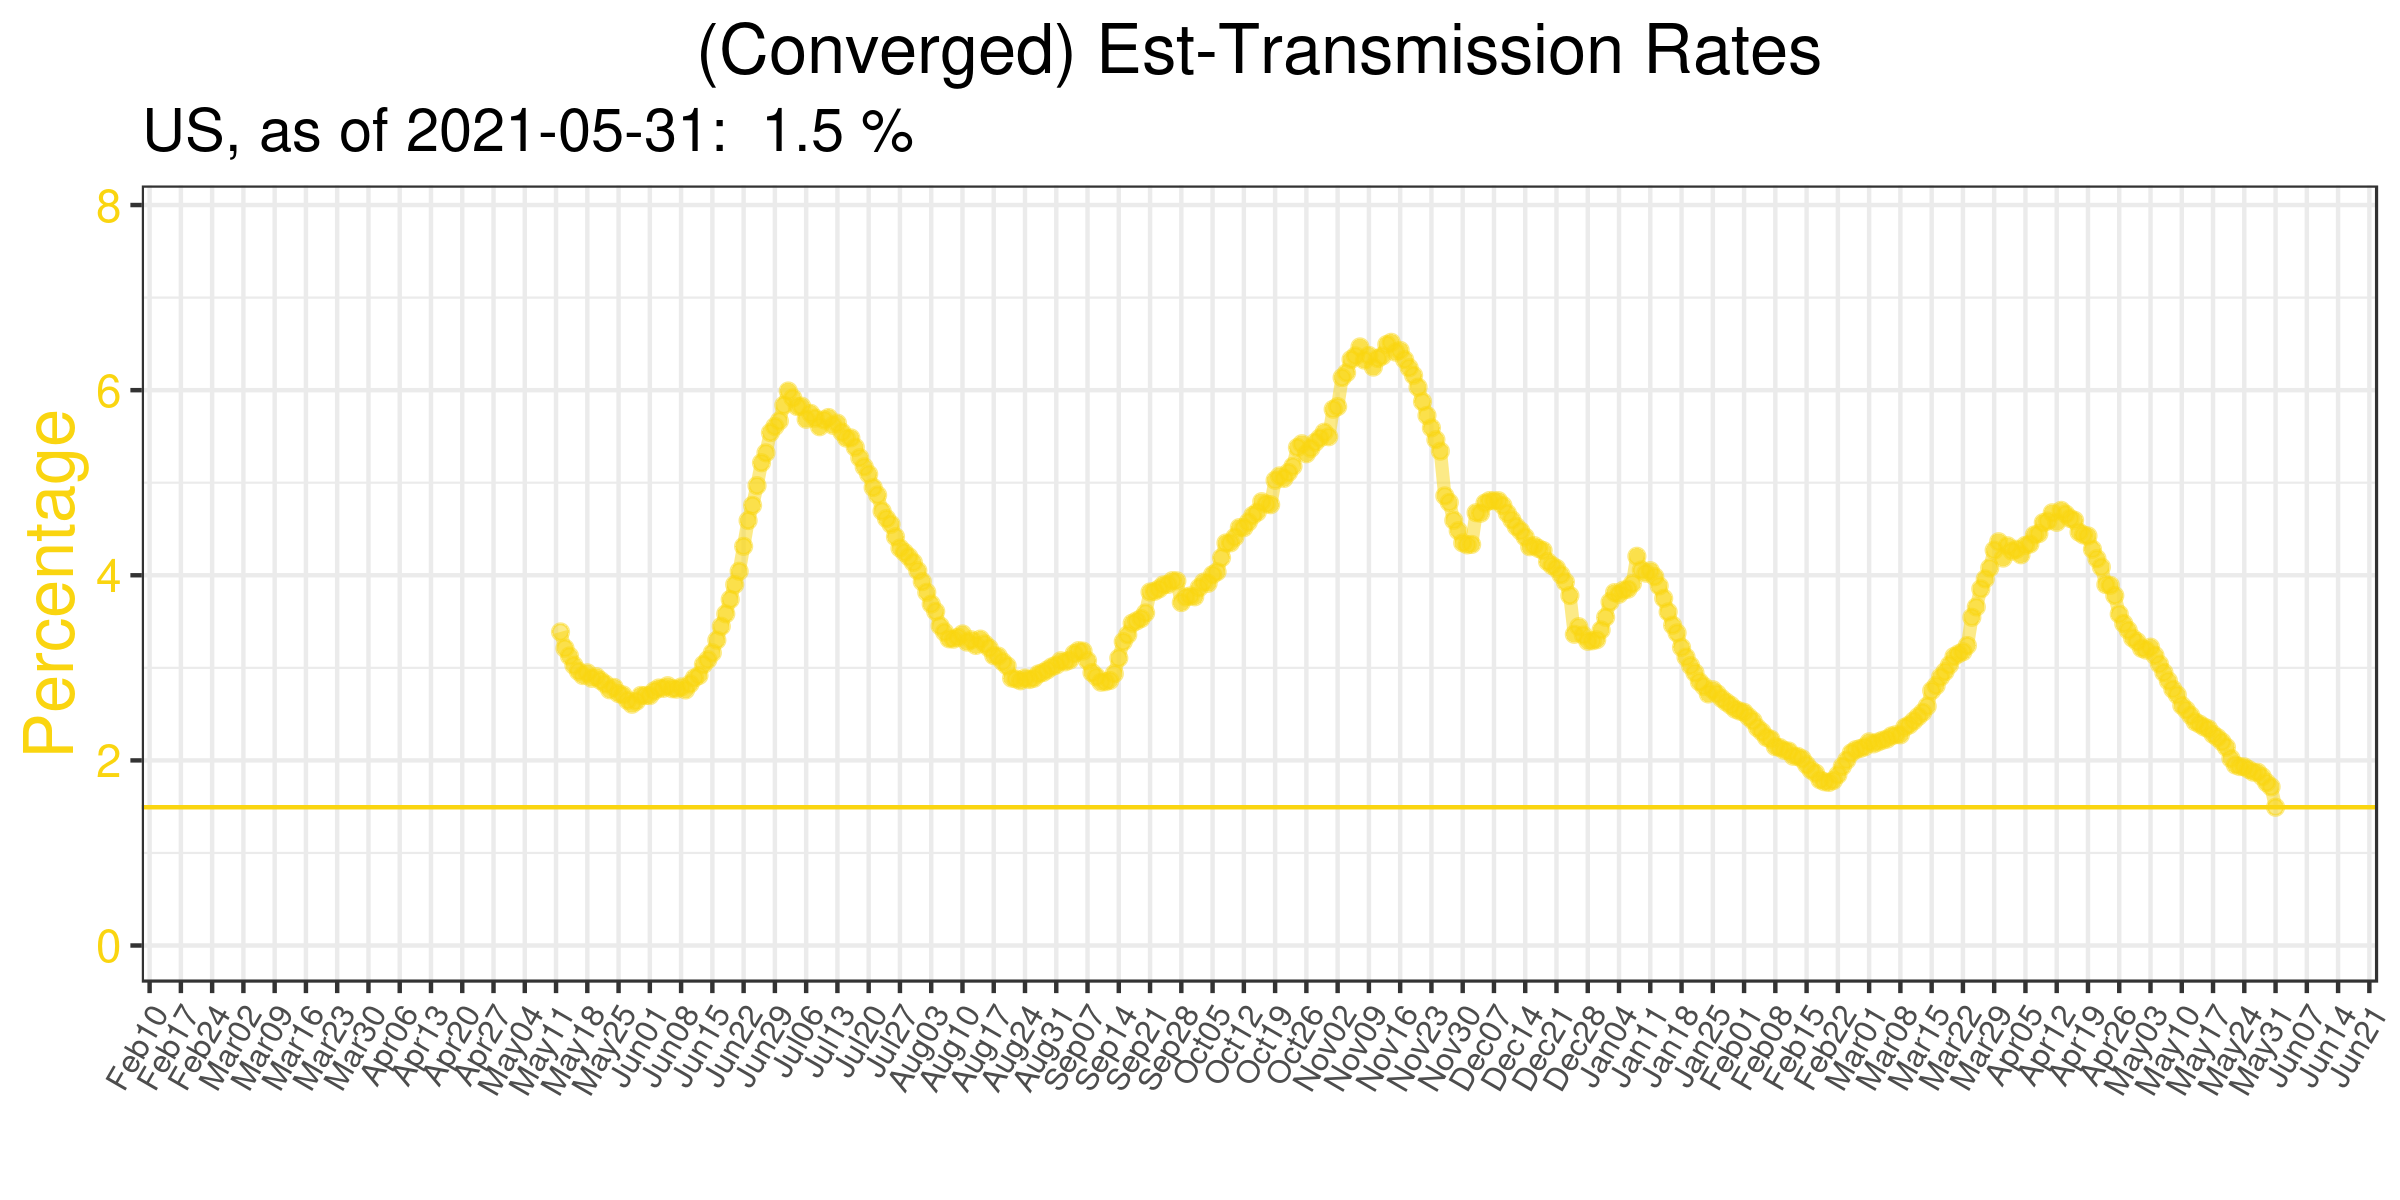 (Converged) Est-Transmission Rates
US, as of 2021-05-31:  1.5 %
Percentage
8
6
4
2
0
Feb10
Feb17
Feb24
Mar02
Mar09
Mar16
Mar23
Mar30
Apr06
Apr13
Apr20
Apr27
May04
May11
May18
May25
Jun01
Jun08
Jun15
Jun22
Jun29
Jul06
Jul13
Jul20
Jul27
Aug03
Aug10
Aug17
Aug24
Aug31
Sep07
Sep14
Sep21
Sep28
Oct05
Oct12
Oct19
Oct26
Nov02
Nov09
Nov16
Nov23
Nov30
Dec07
Dec14
Dec21
Dec28
Jan04
Jan11
Jan18
Jan25
Feb01
Feb08
Feb15
Feb22
Mar01
Mar08
Mar15
Mar22
Mar29
Apr05
Apr12
Apr19
Apr26
May03
May10
May17
May24
May31
Jun07
Jun14
Jun21